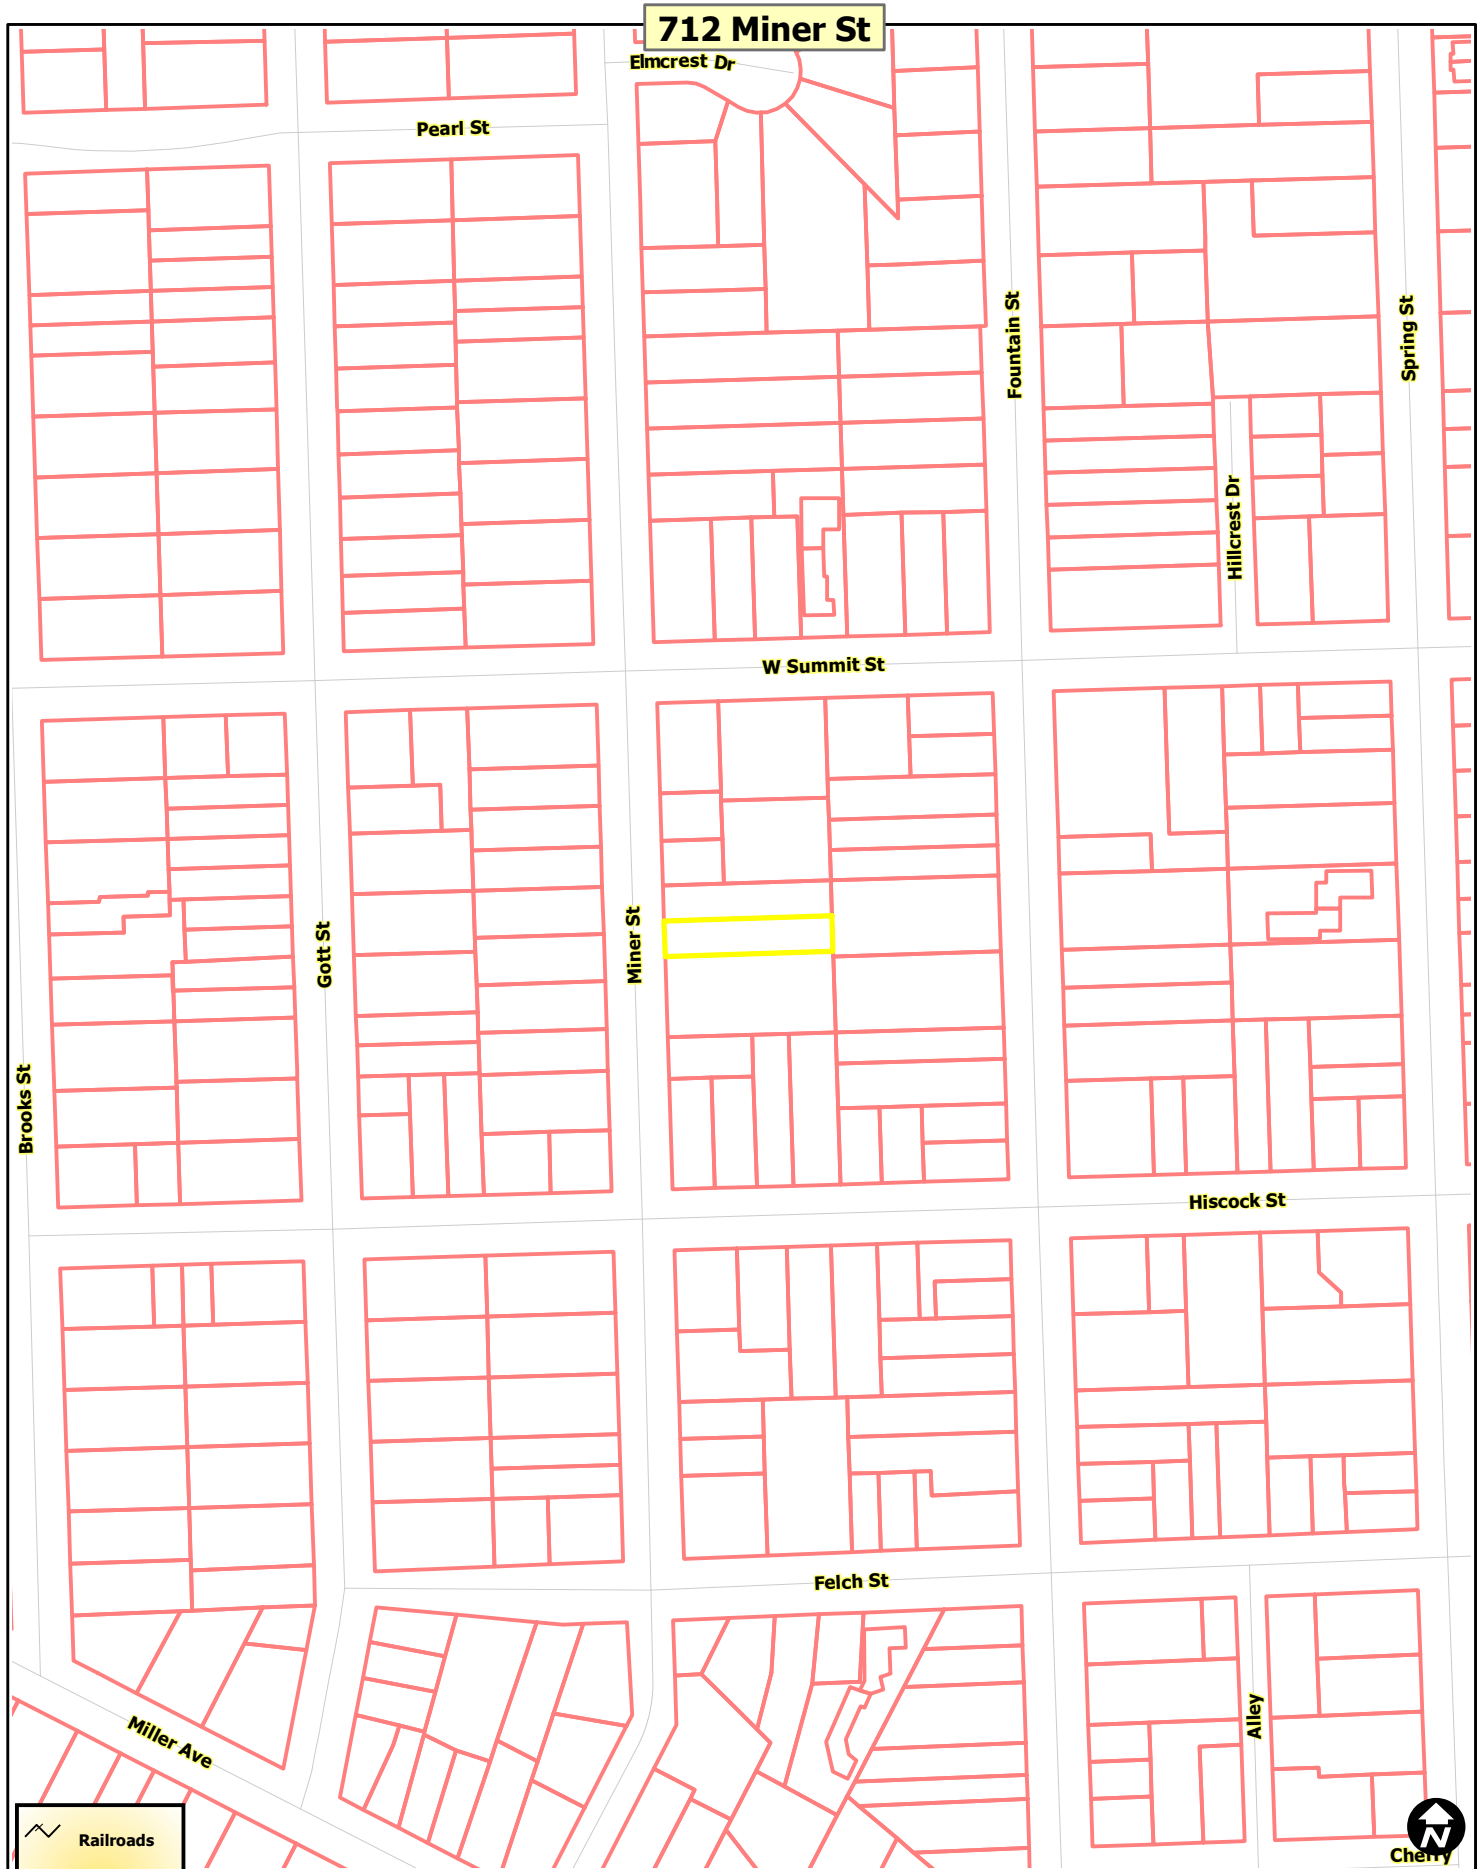 712 Miner St
Elmcrest Dr
Pearl St
Fountain St
Spring St
Hillcrest Dr
W Summit St
Gott St
Miner St
Brooks St
Hiscock St
Felch St
Miller Ave
Alley
Railroads
N
Cherry